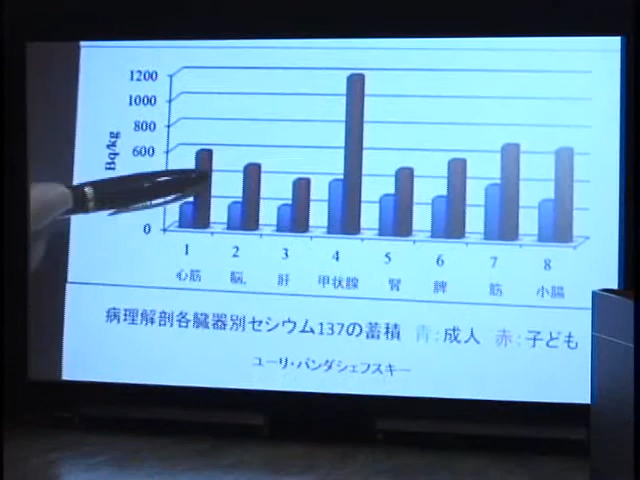 1200
1000
800
600
Bq/kg
0
1 2 3 4 5 6 7 8
心筋 脳, 肝 甲状腺 腎 脾 筋 小腸
病理解剖各臓器別セシウム137の蓄積 青:成人 赤:子ども
ユーリ・バンダジェフスキー